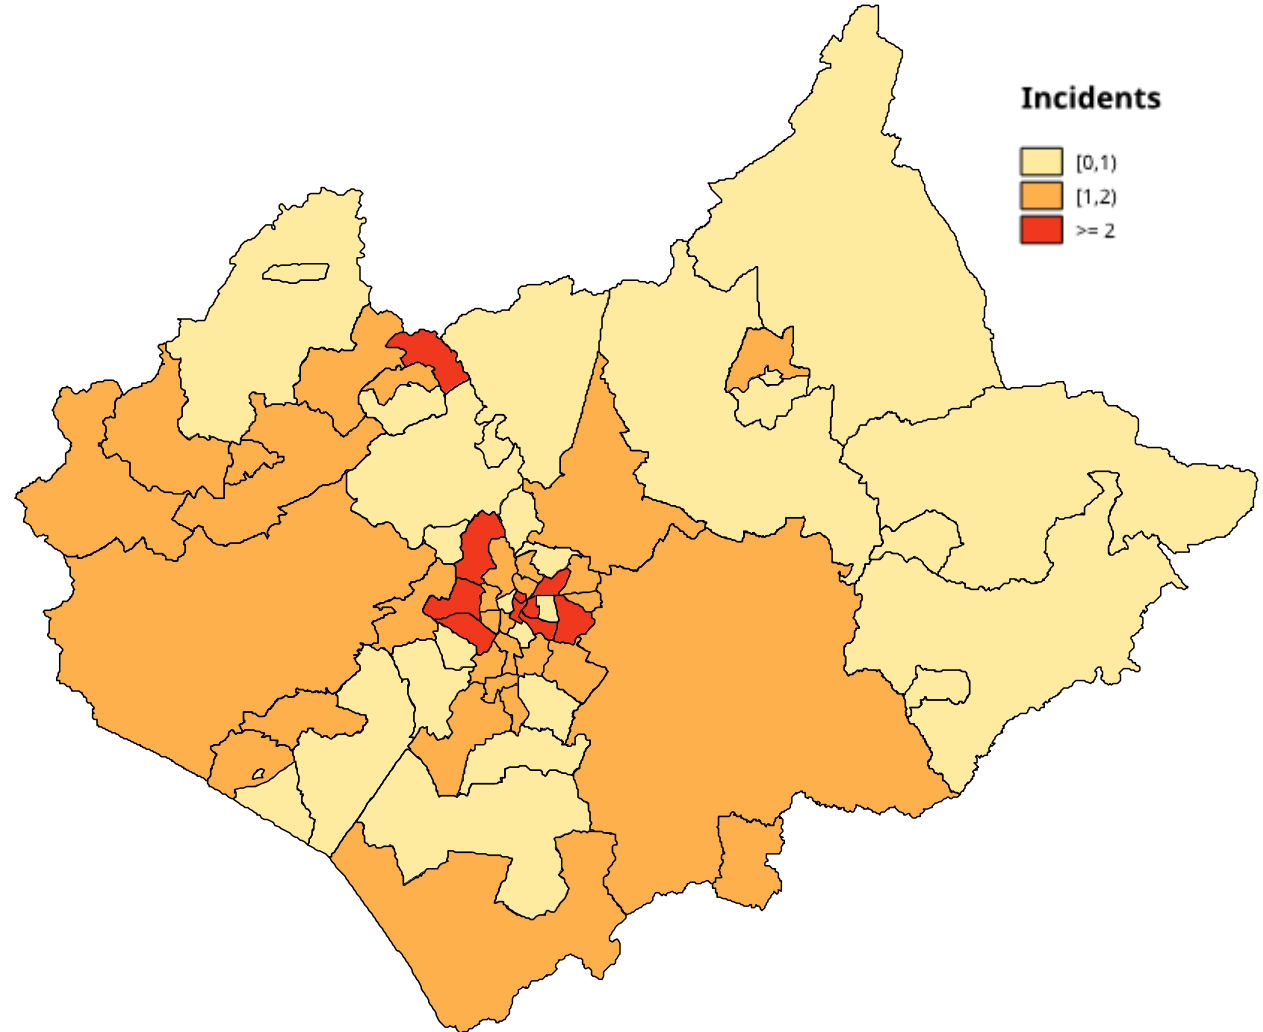 Incidents
[0,1)
[1,2)
>= 2